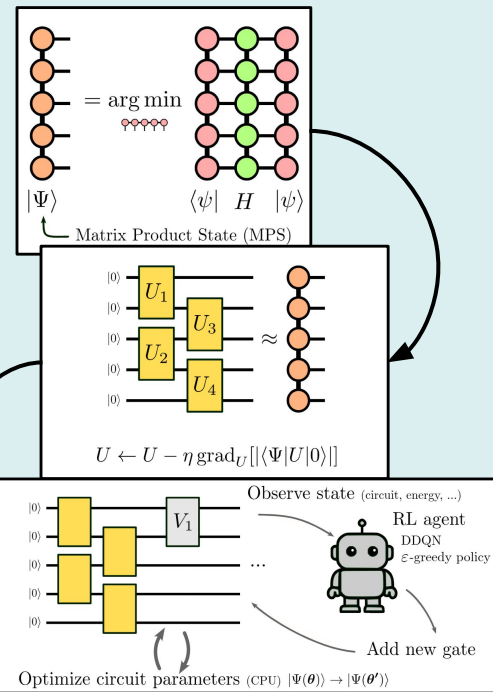 = arg min
|Ψ⟩ ⟨ψ| H |ψ⟩
Matrix Product State (MPS)
|0⟩
|0⟩
|0⟩
|0⟩
|0⟩
U₁
U₃
U₂
U₄
≈
U ← U − η grad_U[|⟨Ψ|U|0⟩|]
Observe state (circuit, energy, ...)
|0⟩
|0⟩
|0⟩
|0⟩
|0⟩
V₁
...
RL agent
DDQN
ε-greedy policy
Add new gate
Optimize circuit parameters (CPU) |Ψ(θ)⟩ → |Ψ(θ′)⟩